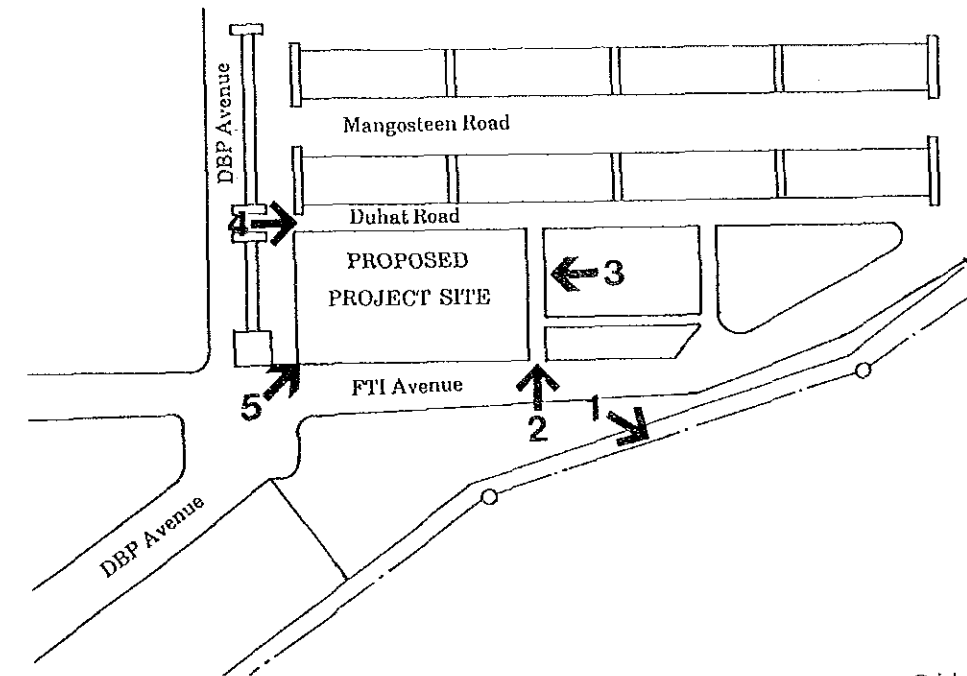 DBP Avenue
Mangosteen Road
4
Duhat Road
PROPOSED
PROJECT SITE
3
5
FTI Avenue
2
1
DBP Avenue